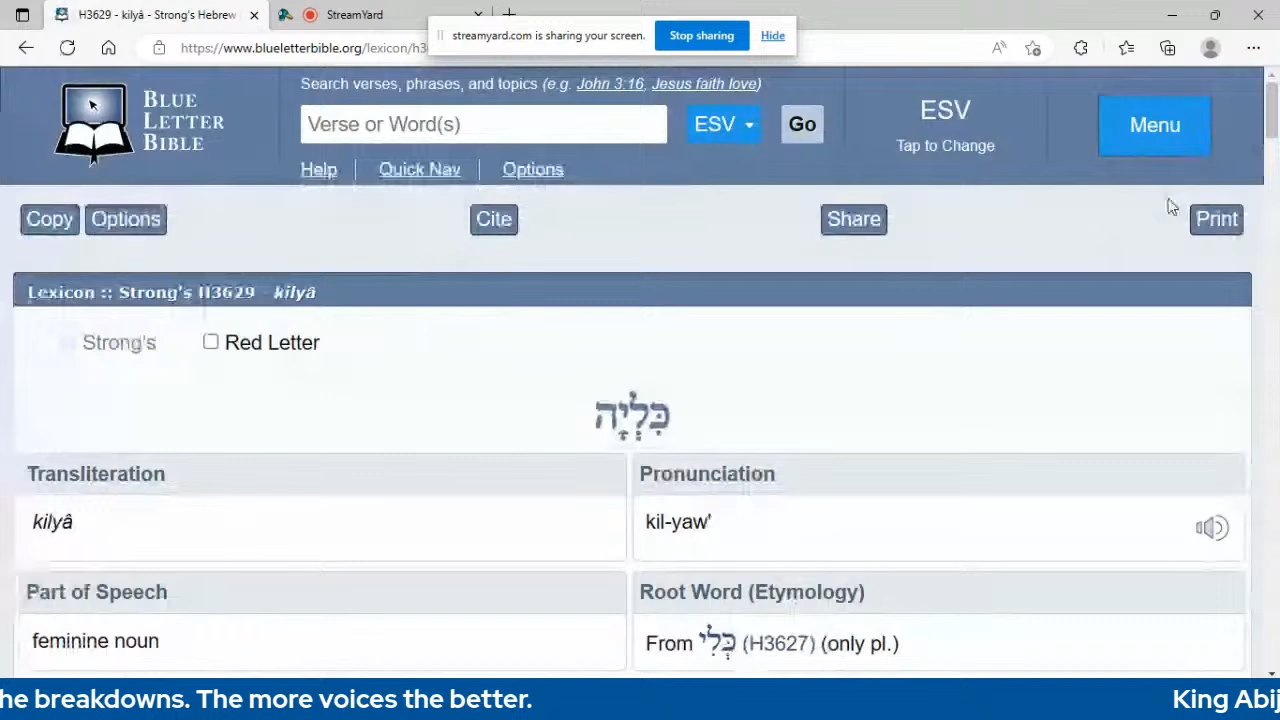 H3629 - kilyâ - Strong's Hebrew
StreamYard
streamyard.com is sharing your screen.
Stop sharing
Hide
https://www.blueletterbible.org/lexicon/h3
BLUE
LETTER
BIBLE
Search verses, phrases, and topics (e.g. John 3:16, Jesus faith love)
Verse or Word(s)
ESV
Go
ESV
Tap to Change
Menu
Help
Quick Nav
Options
Copy
Options
Cite
Share
Print
Lexicon :: Strong's H3629 - kilyâ
Strong's
Red Letter
כִּלְיָה
Transliteration
Pronunciation
kilyâ
kil-yaw'
Part of Speech
Root Word (Etymology)
feminine noun
From כְּלִי (H3627) (only pl.)
he breakdowns. The more voices the better.
King Abij